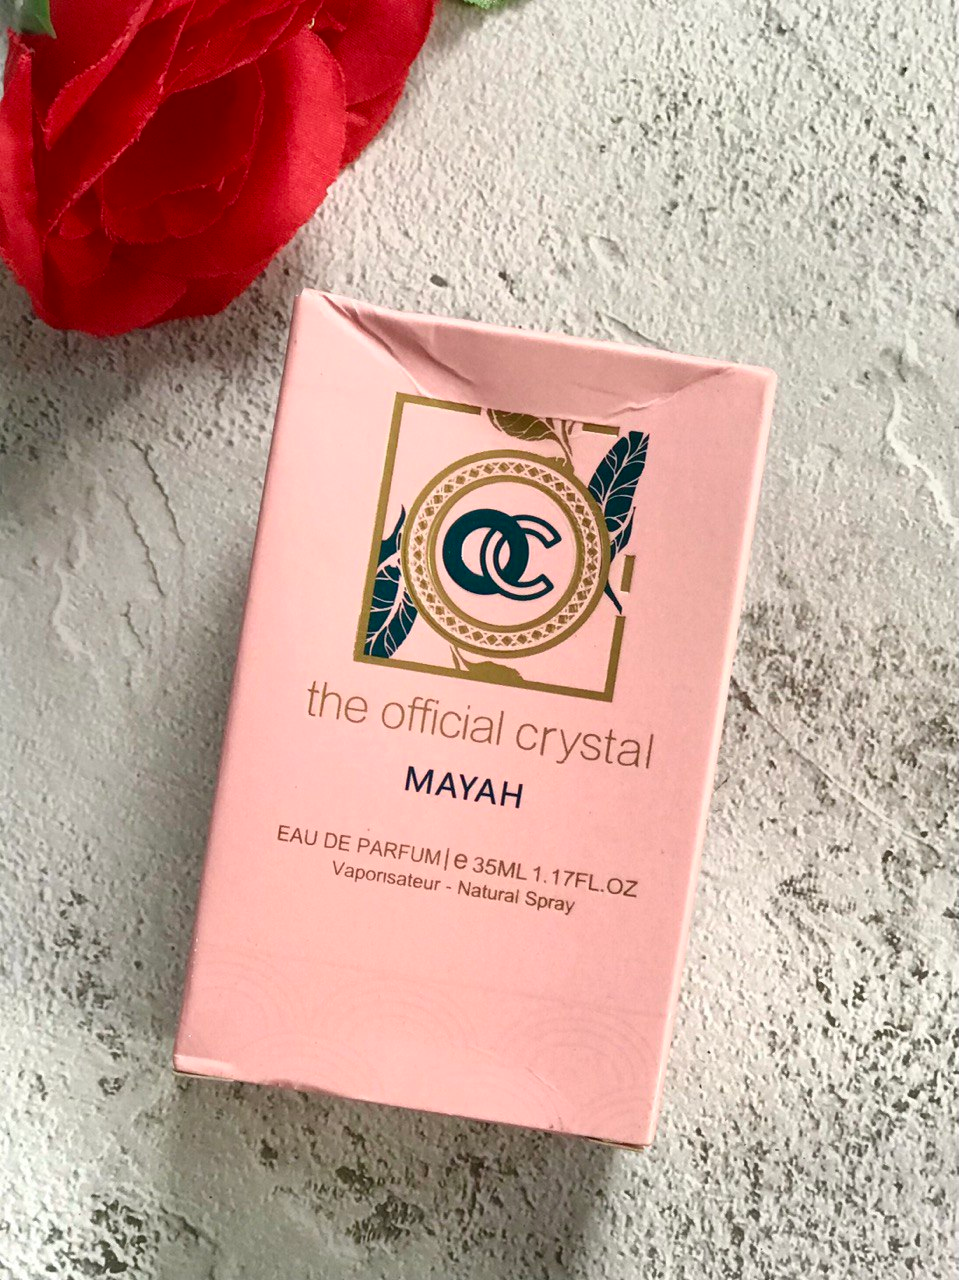 OC
the official crystal
MAYAH
EAU DE PARFUM| e 35ML 1.17FL.OZ
Vaporisateur - Natural Spray